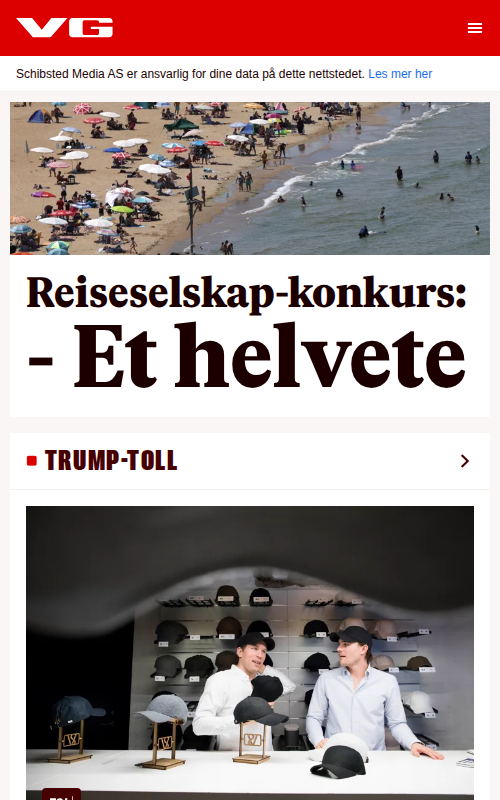 VG
Schibsted Media AS er ansvarlig for dine data på dette nettstedet. Les mer her
Reiseselskap-konkurs:
- Et helvete
TRUMP-TOLL